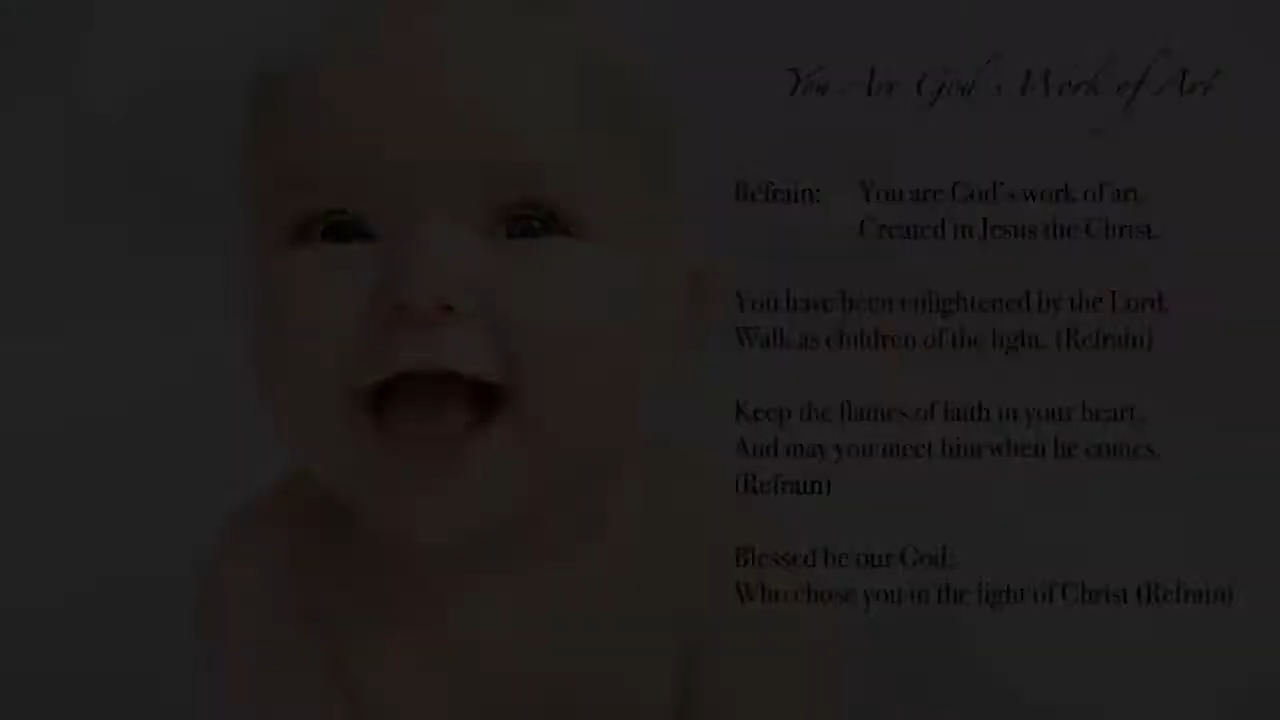 You Are God's Work of Art
Refrain: You are God's work of art.
Created in Jesus the Christ.
You have been enlightened by the Lord.
Walk as children of the light. (Refrain)
Keep the flames of faith in your heart.
And may you meet him when he comes.
(Refrain)
Blessed be our God;
Who chose you in the light of Christ (Refrain)